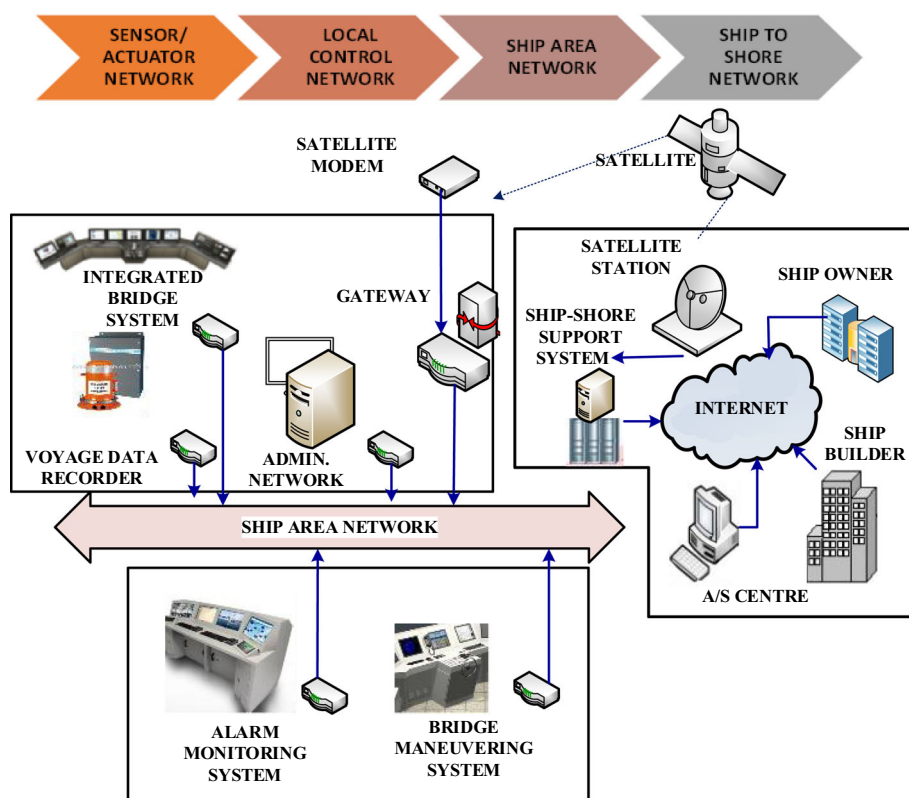 SENSOR/
ACTUATOR
NETWORK
LOCAL
CONTROL
NETWORK
SHIP AREA
NETWORK
SHIP TO
SHORE
NETWORK
SATELLITE
MODEM
SATELLITE
INTEGRATED
BRIDGE
SYSTEM
GATEWAY
SATELLITE
STATION
SHIP OWNER
SHIP-SHORE
SUPPORT
SYSTEM
INTERNET
SHIP
BUILDER
VOYAGE DATA
RECORDER
ADMIN.
NETWORK
SHIP AREA NETWORK
A/S CENTRE
ALARM
MONITORING
SYSTEM
BRIDGE
MANEUVERING
SYSTEM